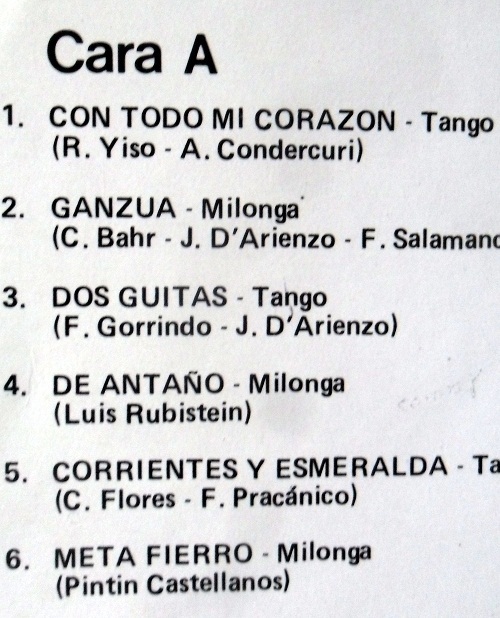 Cara A
1. CON TODO MI CORAZON - Tango
(R. Yiso - A. Condercuri)
2. GANZUA - Milonga
(C. Bahr - J. D'Arienzo - F. Salamanc
3. DOS GUITAS - Tango
(F. Gorrindo - J. D'Arienzo)
4. DE ANTAÑO - Milonga
(Luis Rubistein)
5. CORRIENTES Y ESMERALDA - Ta
(C. Flores - F. Pracánico)
6. META FIERRO - Milonga
(Pintin Castellanos)